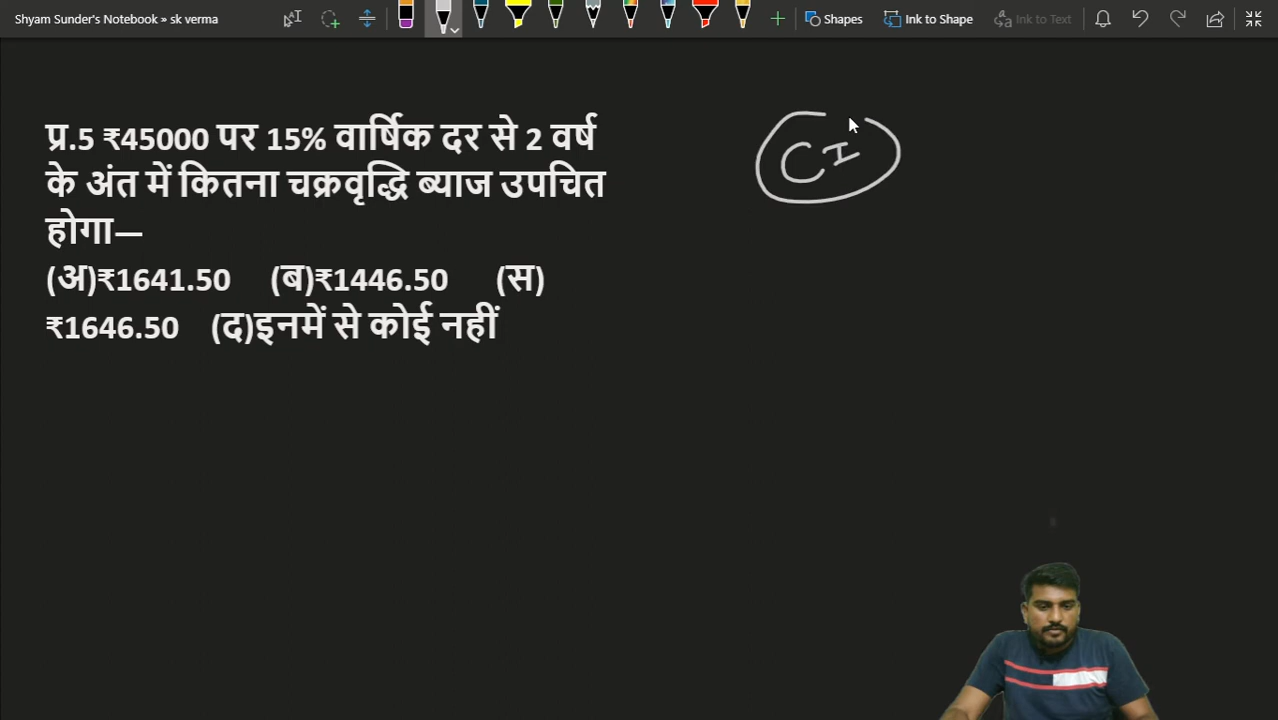 Shyam Sunder's Notebook » sk verma
Shapes
Ink to Shape
Ink to Text
प्र.5 ₹45000 पर 15% वार्षिक दर से 2 वर्ष
के अंत में कितना चक्रवृद्धि ब्याज उपचित
होगा—
(अ)₹1641.50 (ब)₹1446.50 (स)
₹1646.50 (द)इनमें से कोई नहीं
CI